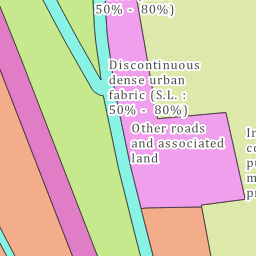 50% - 80%)
Discontinuous
dense urban
fabric (S.L. :
50% - 80%)
Other roads
and associated
land